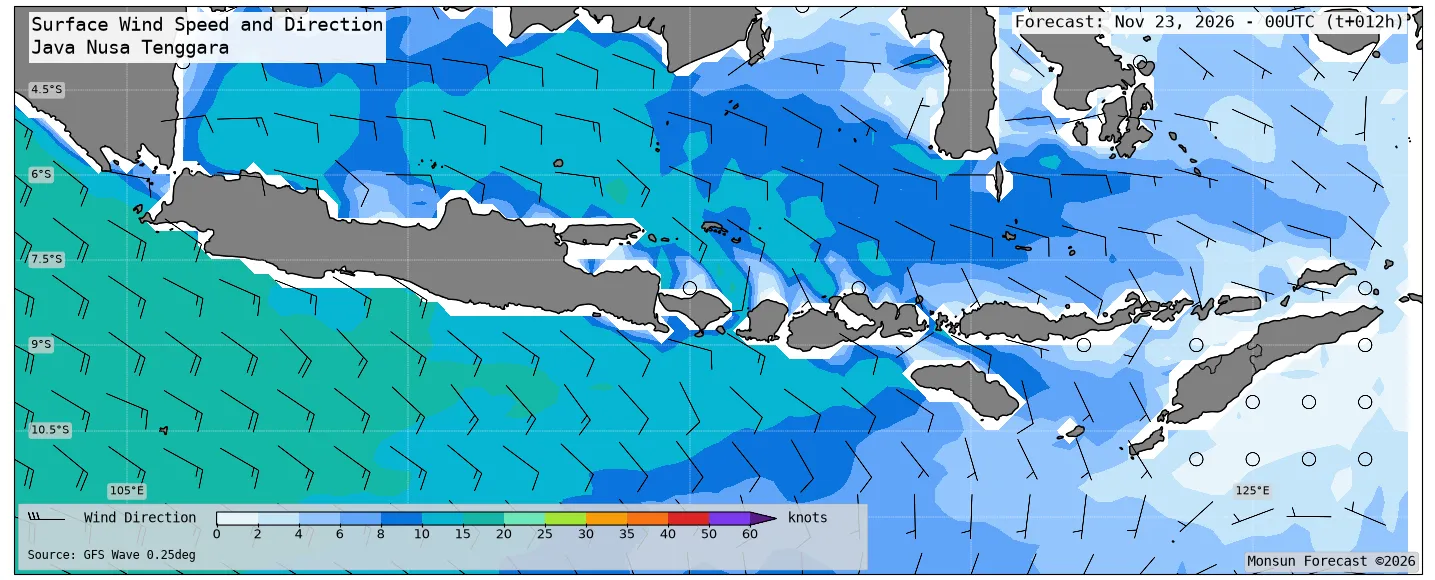 Surface Wind Speed and Direction
Java Nusa Tenggara
Forecast: Nov 23, 2026 - 00UTC (t+012h)
4.5°S
6°S
7.5°S
9°S
10.5°S
105°E
125°E
Wind Direction
0 2 4 6 8 10 15 20 25 30 35 40 50 60
knots
Source: GFS Wave 0.25deg
Monsun Forecast ©2026